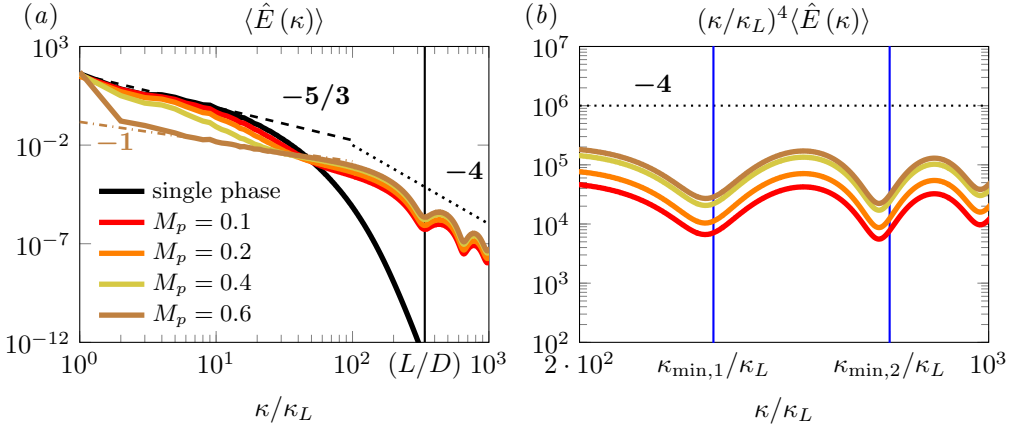 (a)
⟨Ê (κ)⟩
10^3
10^{-2}
10^{-7}
10^{-12}
−5/3
−1
−4
single phase
M_p = 0.1
M_p = 0.2
M_p = 0.4
M_p = 0.6
10^0 10^1 10^2 (L/D) 10^3
κ/κ_L
(b)
(κ/κ_L)^4⟨Ê (κ)⟩
10^7
10^6
10^5
10^4
10^3
10^2
−4
2 · 10^2 κ_{min,1}/κ_L κ_{min,2}/κ_L 10^3
κ/κ_L